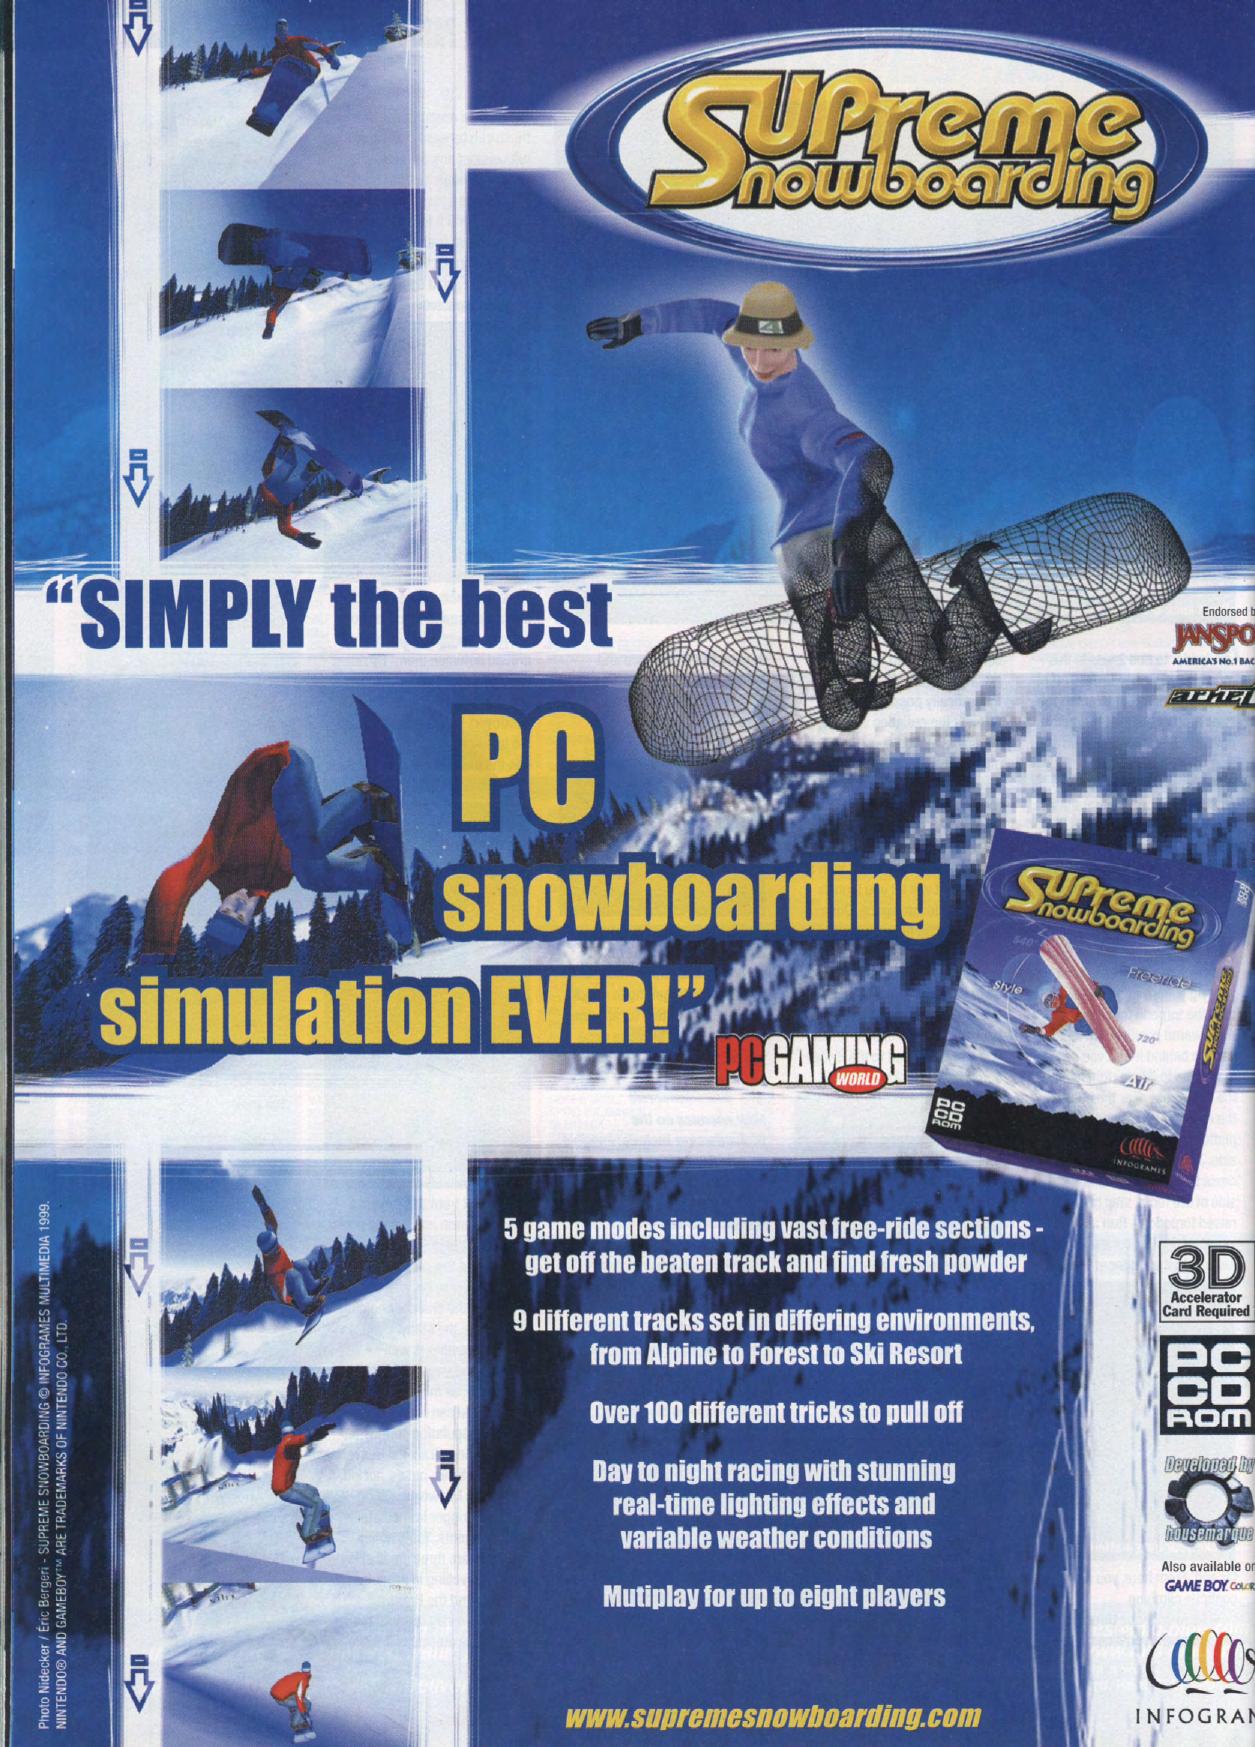 SUPreme
Snowboarding
"SIMPLY the best
Endorsed b
JANSPO
AMERICA'S No.1 BAC
PC
snowboarding
simulation EVER!"
PCGAMING
WORLD
SUPreme
Snowboarding
540°
Style
Freeride
720°
Air
PC
CD
ROM
INFOGRAMES
Supreme
Snowboarding
5 game modes including vast free-ride sections -
get off the beaten track and find fresh powder
9 different tracks set in differing environments,
from Alpine to Forest to Ski Resort
Over 100 different tricks to pull off
Day to night racing with stunning
real-time lighting effects and
variable weather conditions
Mutiplay for up to eight players
www.supremesnowboarding.com
3D
Accelerator
Card Required
PC
CD
ROM
Developed by
housemarque
Also available on
GAME BOY COLOR
INFOGRAM
Photo Nidecker / Éric Bergeri - SUPREME SNOWBOARDING © INFOGRAMES MULTIMEDIA 1999.
NINTENDO® AND GAMEBOY™ ARE TRADEMARKS OF NINTENDO CO., LTD.